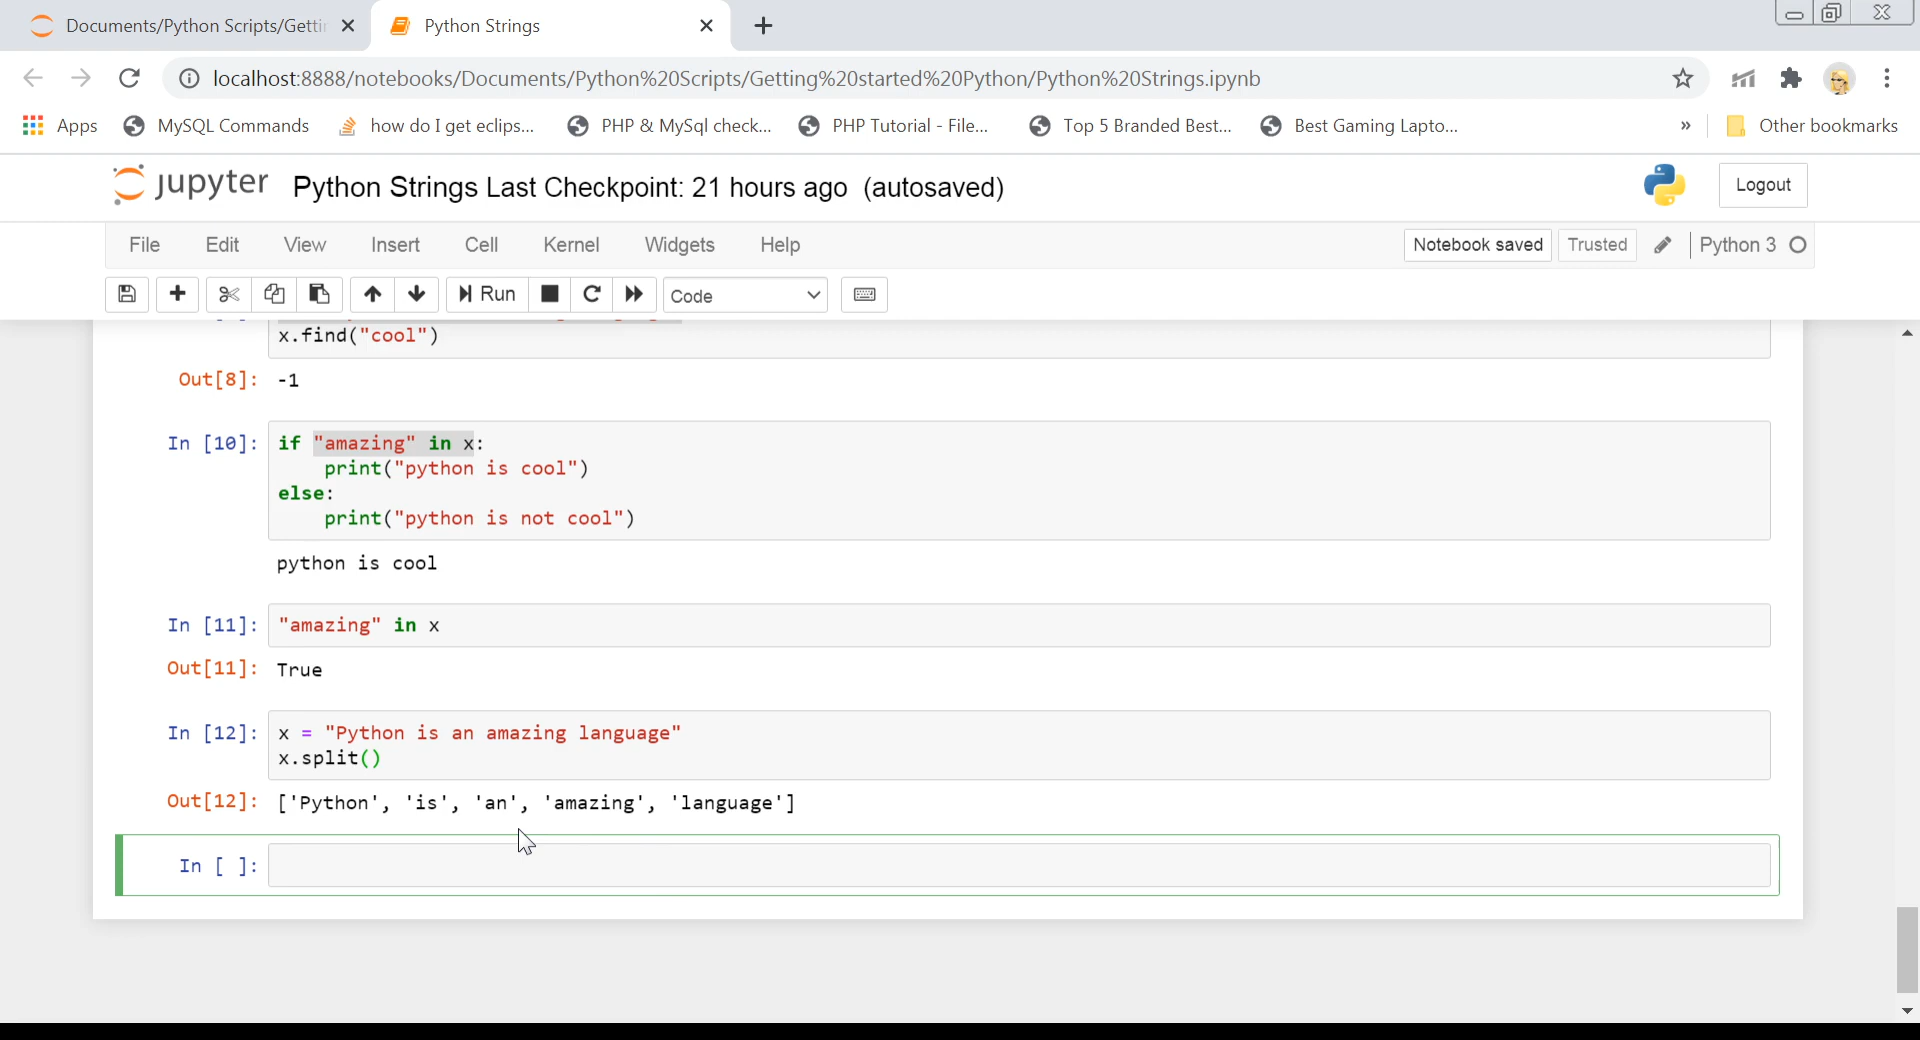 Documents/Python Scripts/Getti
Python Strings
localhost:8888/notebooks/Documents/Python%20Scripts/Getting%20started%20Python/Python%20Strings.ipynb
Apps MySQL Commands how do I get eclips... PHP & MySql check... PHP Tutorial - File... Top 5 Branded Best... Best Gaming Lapto... » Other bookmarks
jupyter Python Strings Last Checkpoint: 21 hours ago (autosaved) Logout
File Edit View Insert Cell Kernel Widgets Help Notebook saved Trusted Python 3
Run Code
x.find("cool")
Out[8]: -1
In [10]: if "amazing" in x:
print("python is cool")
else:
print("python is not cool")
python is cool
In [11]: "amazing" in x
Out[11]: True
In [12]: x = "Python is an amazing language"
x.split()
Out[12]: ['Python', 'is', 'an', 'amazing', 'language']
In [ ]: